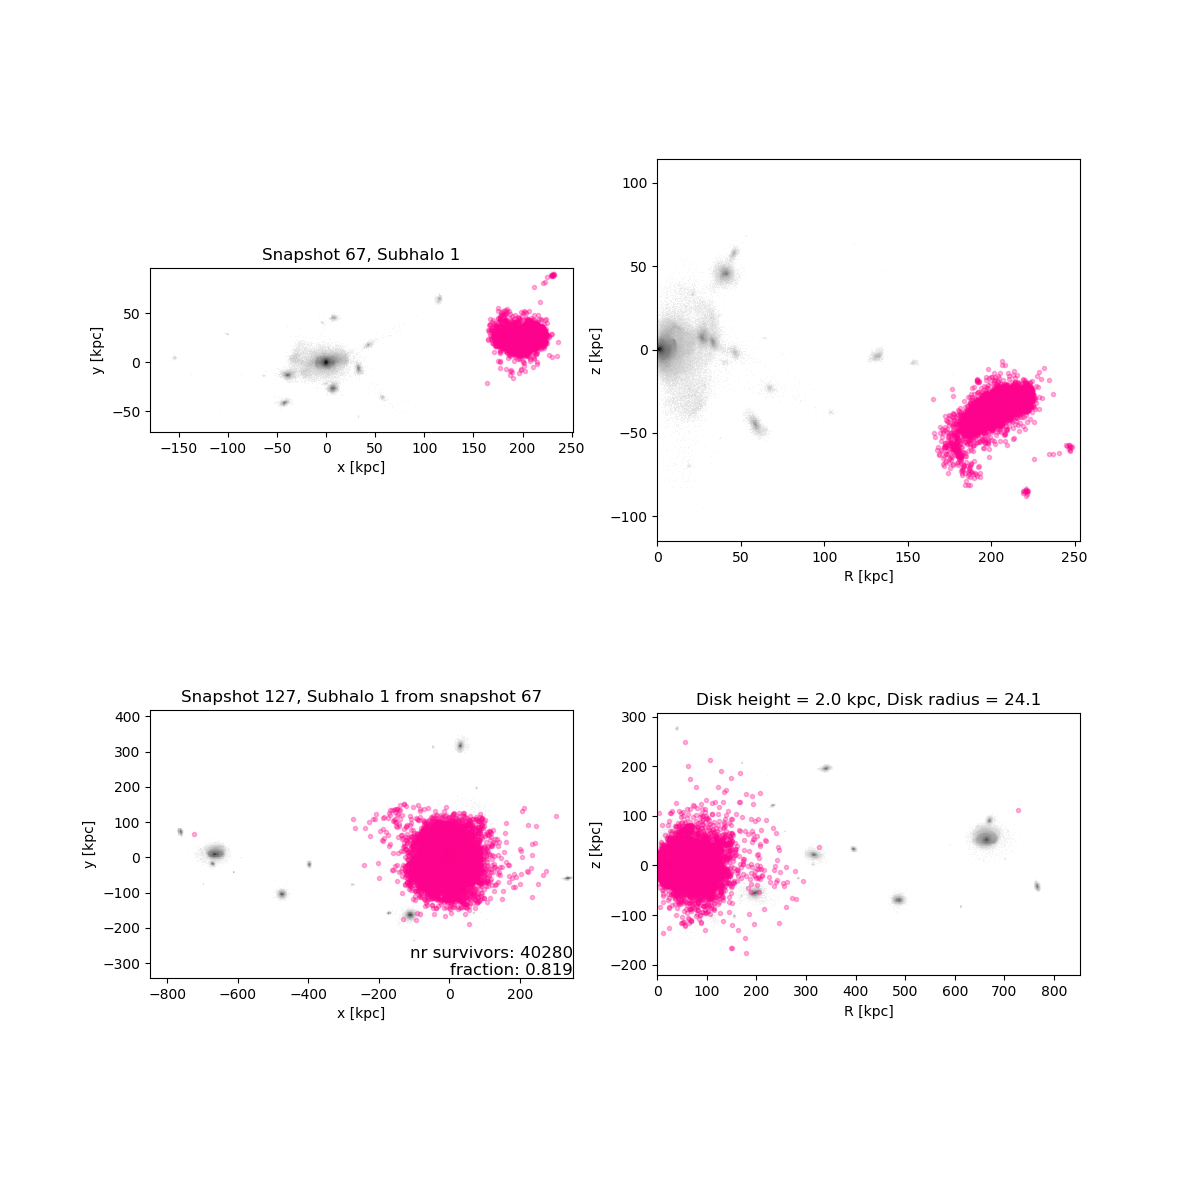 Snapshot 67, Subhalo 1
50
0
−50
y [kpc]
−150 −100 −50 0 50 100 150 200 250
x [kpc]
100
50
0
−50
−100
z [kpc]
0 50 100 150 200 250
R [kpc]
Snapshot 127, Subhalo 1 from snapshot 67
400
300
200
100
0
−100
−200
−300
y [kpc]
nr survivors: 40280
fraction: 0.819
−800 −600 −400 −200 0 200
x [kpc]
Disk height = 2.0 kpc, Disk radius = 24.1
300
200
100
0
−100
−200
z [kpc]
0 100 200 300 400 500 600 700 800
R [kpc]